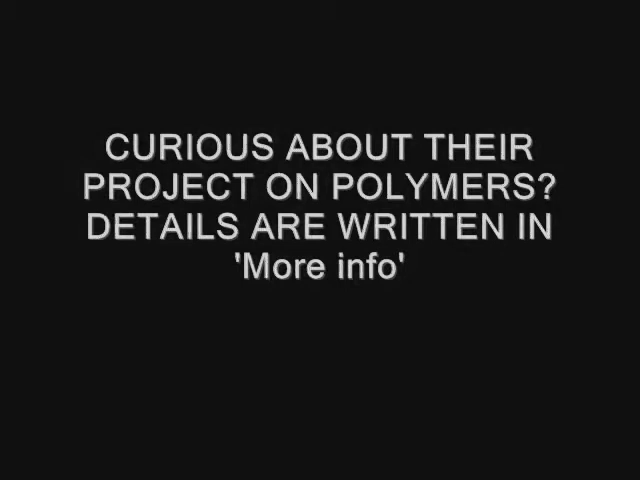 CURIOUS ABOUT THEIR
PROJECT ON POLYMERS?
DETAILS ARE WRITTEN IN
'More info'